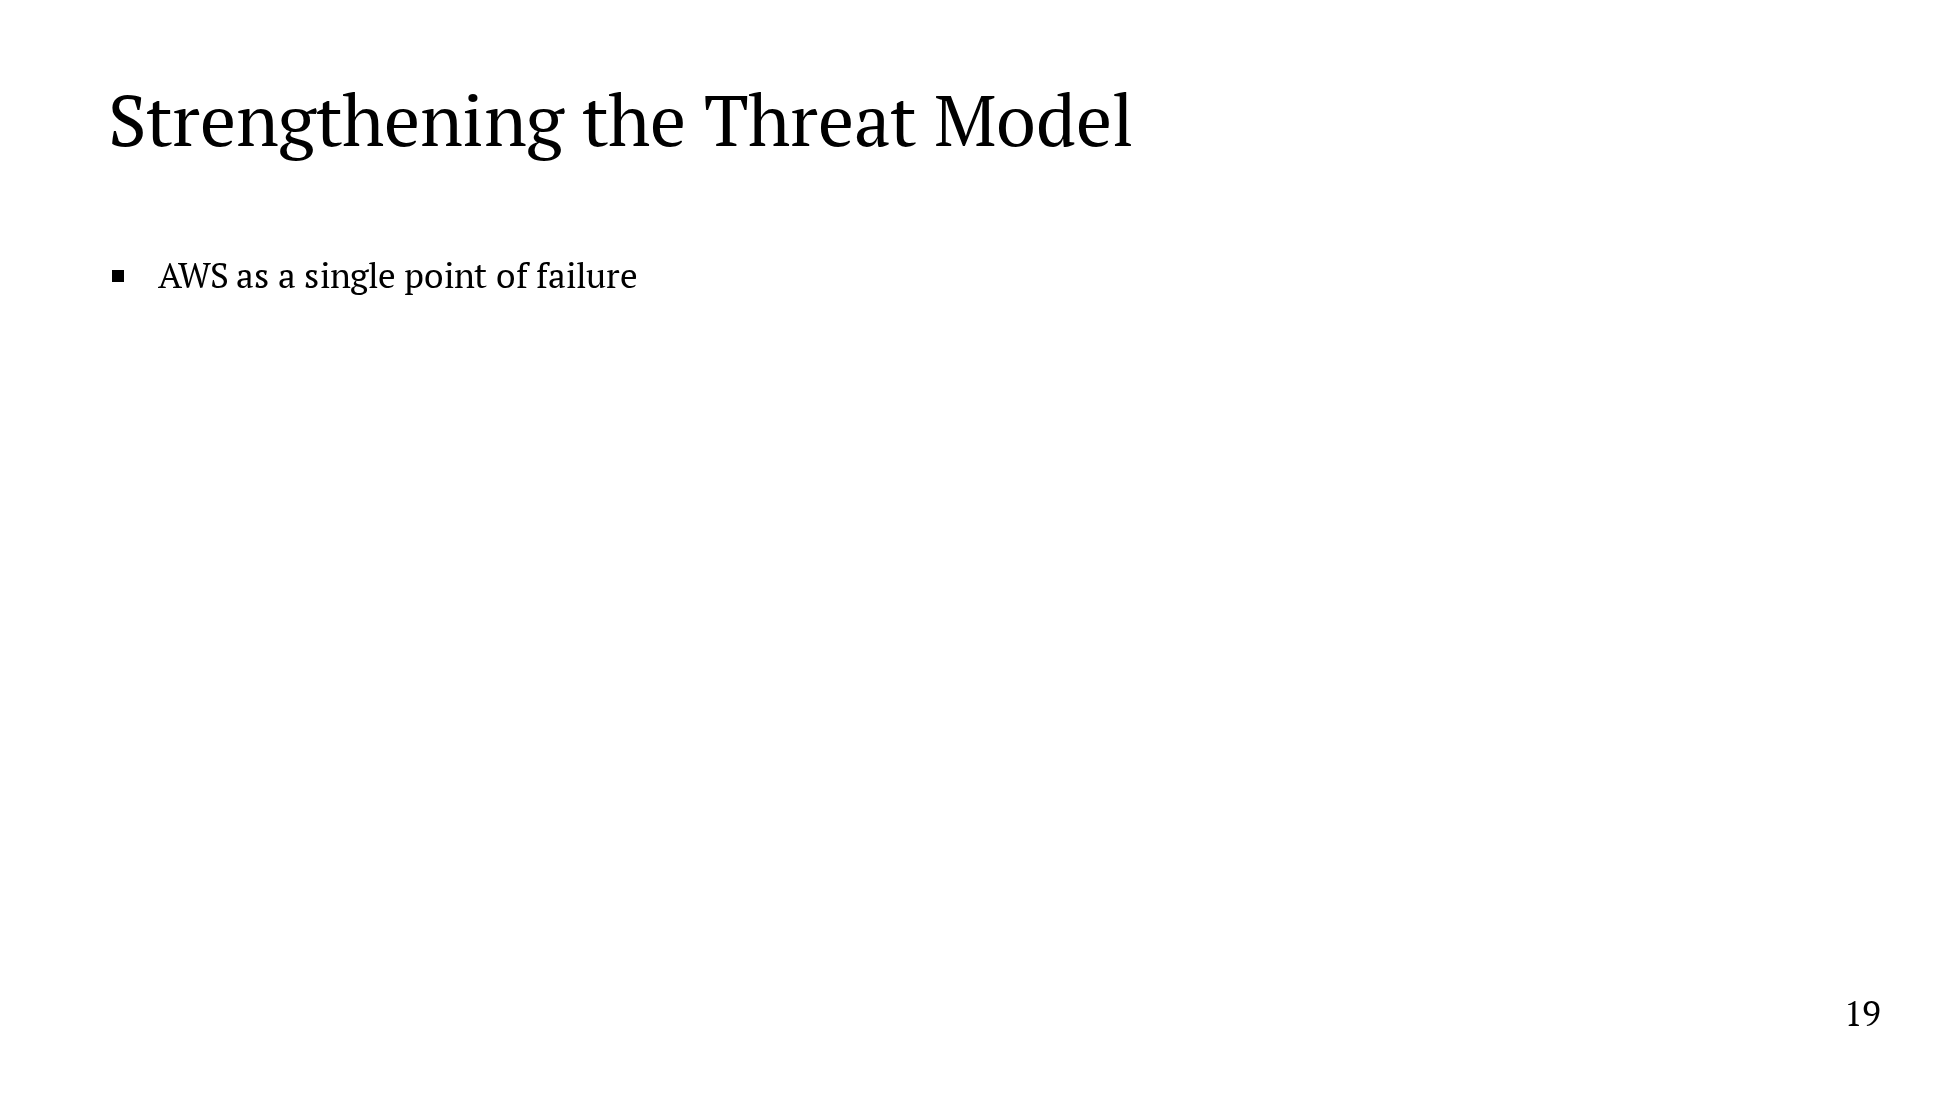 Strengthening the Threat Model
▪ AWS as a single point of failure
19